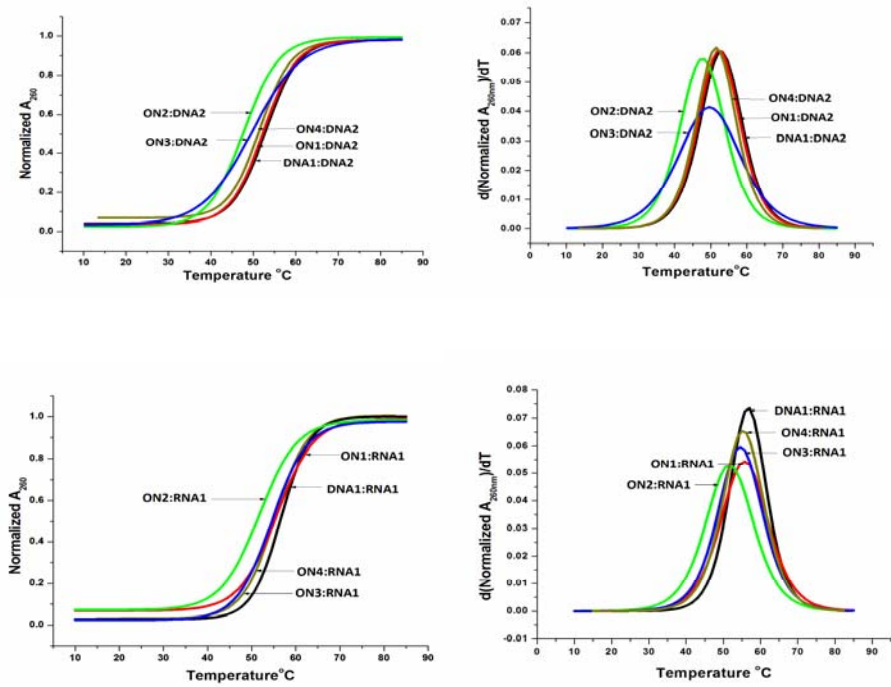 Normalized A260
1.0
0.8
0.6
0.4
0.2
0.0
ON2:DNA2
ON3:DNA2
ON4:DNA2
ON1:DNA2
DNA1:DNA2
10 20 30 40 50 60 70 80 90
Temperature °C
d(Normalized A260nm)/dT
0.07
0.06
0.05
0.04
0.03
0.02
0.01
0.00
-0.01
ON2:DNA2
ON3:DNA2
ON4:DNA2
ON1:DNA2
DNA1:DNA2
0 10 20 30 40 50 60 70 80 90
Temperature °C
Normalized A260
1.0
0.8
0.6
0.4
0.2
0.0
ON2:RNA1
ON1:RNA1
DNA1:RNA1
ON4:RNA1
ON3:RNA1
10 20 30 40 50 60 70 80 90
Temperature °C
d(Normalized A260nm)/dT
0.08
0.07
0.06
0.05
0.04
0.03
0.02
0.01
0.00
-0.01
DNA1:RNA1
ON4:RNA1
ON3:RNA1
ON1:RNA1
ON2:RNA1
0 10 20 30 40 50 60 70 80 90
Temperature °C